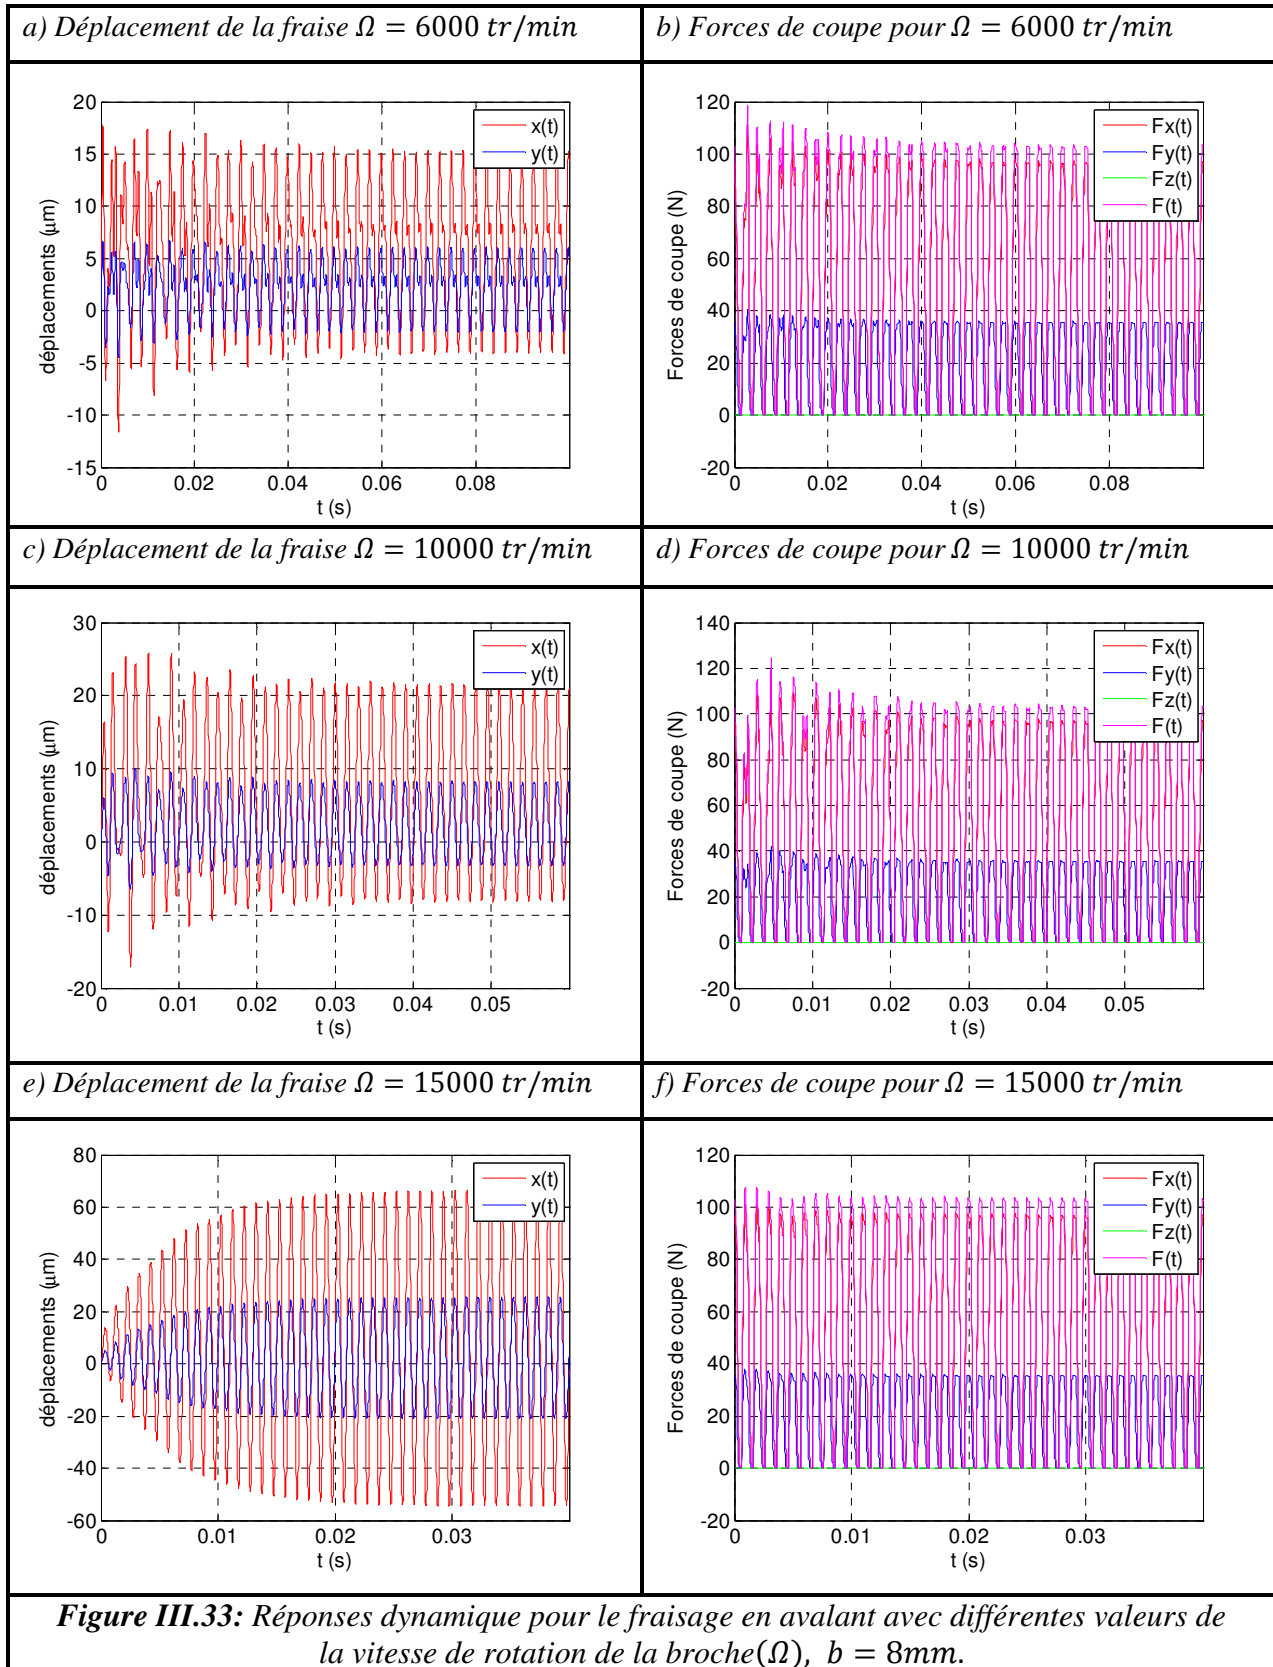 a) Déplacement de la fraise Ω = 6000 tr/min
b) Forces de coupe pour Ω = 6000 tr/min
20
15
10
5
0
-5
-10
-15
déplacements (μm)
0 0.02 0.04 0.06 0.08
t (s)
x(t)
y(t)
120
100
80
60
40
20
0
-20
Forces de coupe (N)
0 0.02 0.04 0.06 0.08
t (s)
Fx(t)
Fy(t)
Fz(t)
F(t)
c) Déplacement de la fraise Ω = 10000 tr/min
d) Forces de coupe pour Ω = 10000 tr/min
30
20
10
0
-10
-20
déplacements (μm)
0 0.01 0.02 0.03 0.04 0.05
t (s)
x(t)
y(t)
140
120
100
80
60
40
20
0
-20
Forces de coupe (N)
0 0.01 0.02 0.03 0.04 0.05
t (s)
Fx(t)
Fy(t)
Fz(t)
F(t)
e) Déplacement de la fraise Ω = 15000 tr/min
f) Forces de coupe pour Ω = 15000 tr/min
80
60
40
20
0
-20
-40
-60
déplacements (μm)
0 0.01 0.02 0.03
t (s)
x(t)
y(t)
120
100
80
60
40
20
0
-20
Forces de coupe (N)
0 0.01 0.02 0.03
t (s)
Fx(t)
Fy(t)
Fz(t)
F(t)
Figure III.33: Réponses dynamique pour le fraisage en avalant avec différentes valeurs de
la vitesse de rotation de la broche(Ω), b = 8mm.